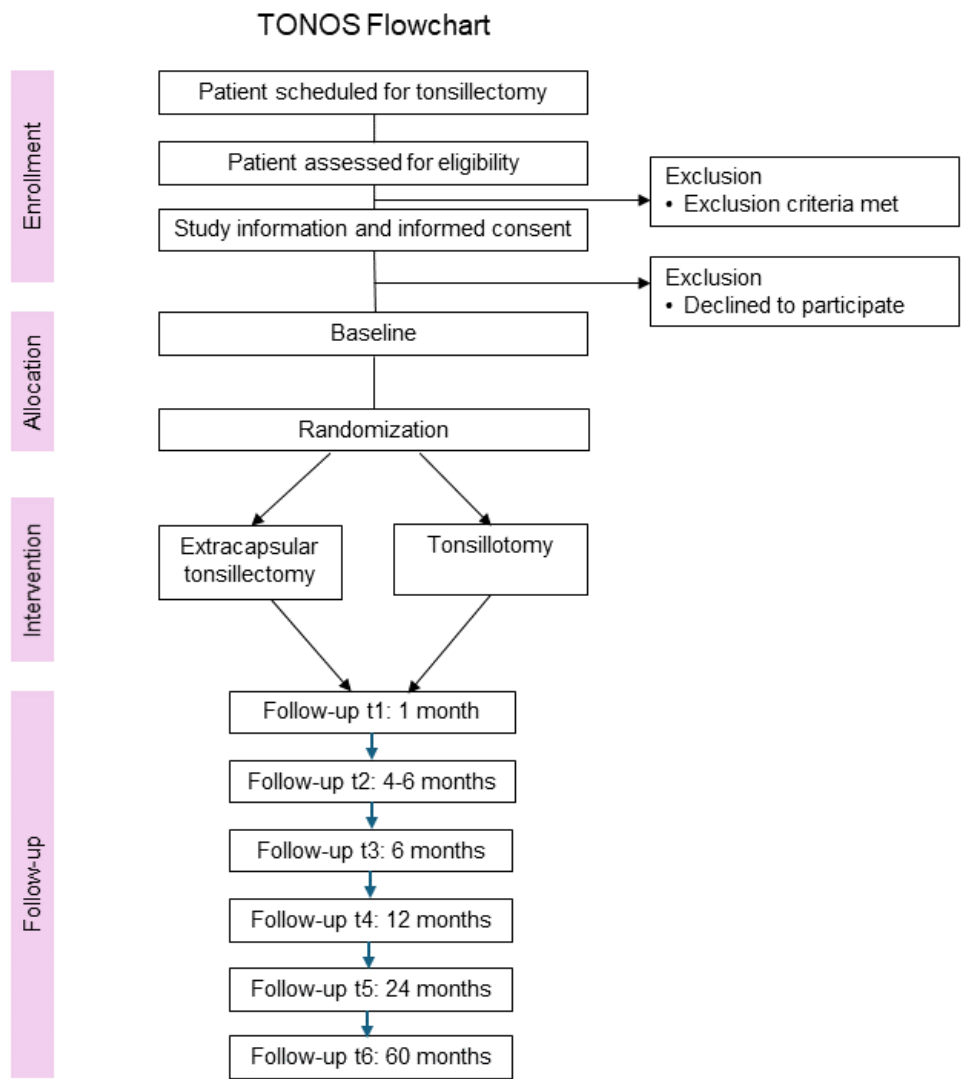 TONOS Flowchart
Enrollment
Patient scheduled for tonsillectomy
Patient assessed for eligibility
Exclusion
• Exclusion criteria met
Study information and informed consent
Exclusion
• Declined to participate
Allocation
Baseline
Randomization
Intervention
Extracapsular
tonsillectomy
Tonsillotomy
Follow-up
Follow-up t1: 1 month
Follow-up t2: 4-6 months
Follow-up t3: 6 months
Follow-up t4: 12 months
Follow-up t5: 24 months
Follow-up t6: 60 months